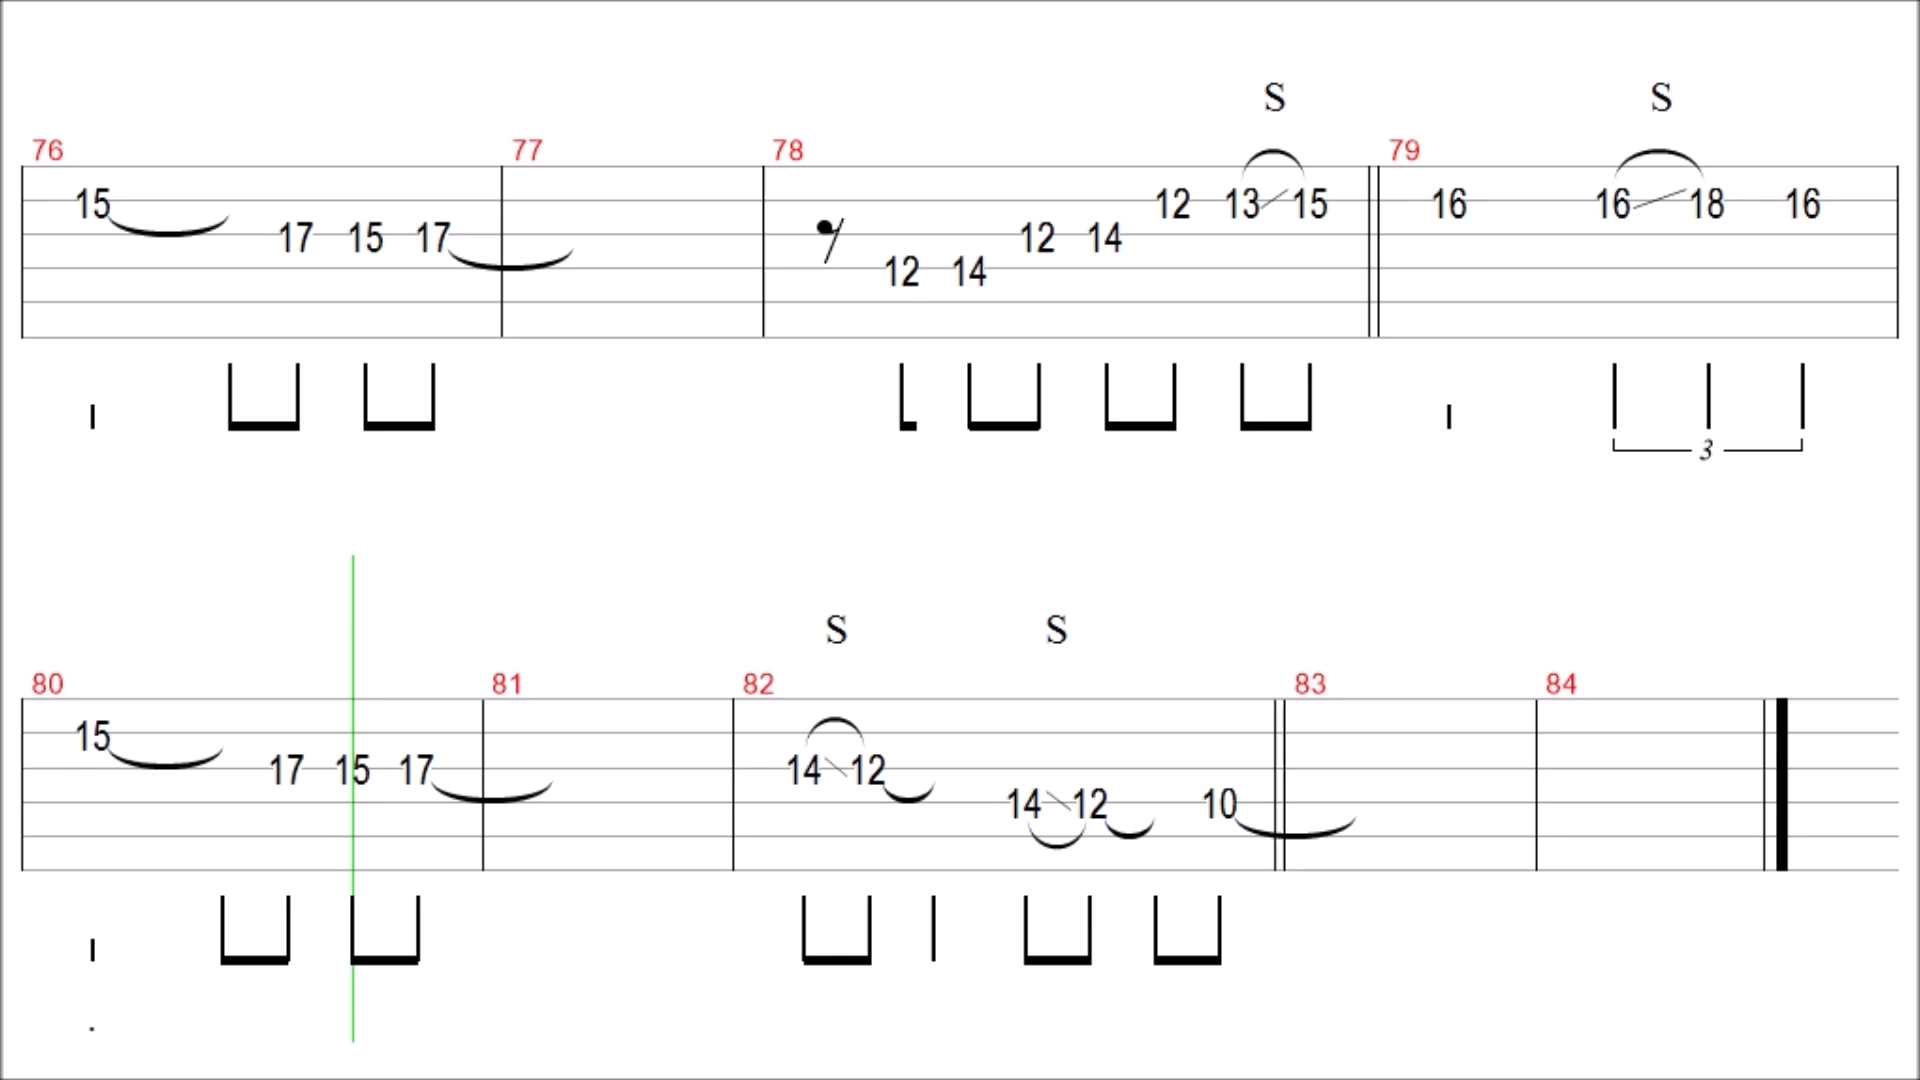 S S
76 77 78 79
15 12 13 15 16 16 18 16
17 15 17 12 14
12 14
3
S S
80 81 82 83 84
15
17 15 17 14 12
14 12 10